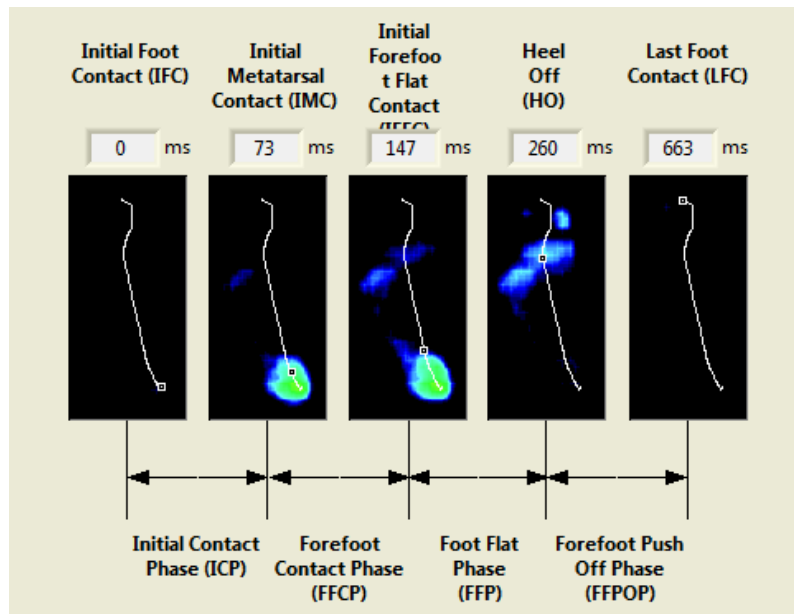 Initial Foot
Contact (IFC)
Initial
Metatarsal
Contact (IMC)
Initial
Forefoo
t Flat
Contact
Heel
Off
(HO)
Last Foot
Contact (LFC)
0 ms
73 ms
147 ms
260 ms
663 ms
Initial Contact
Phase (ICP)
Forefoot
Contact Phase
(FFCP)
Foot Flat
Phase
(FFP)
Forefoot Push
Off Phase
(FFPOP)